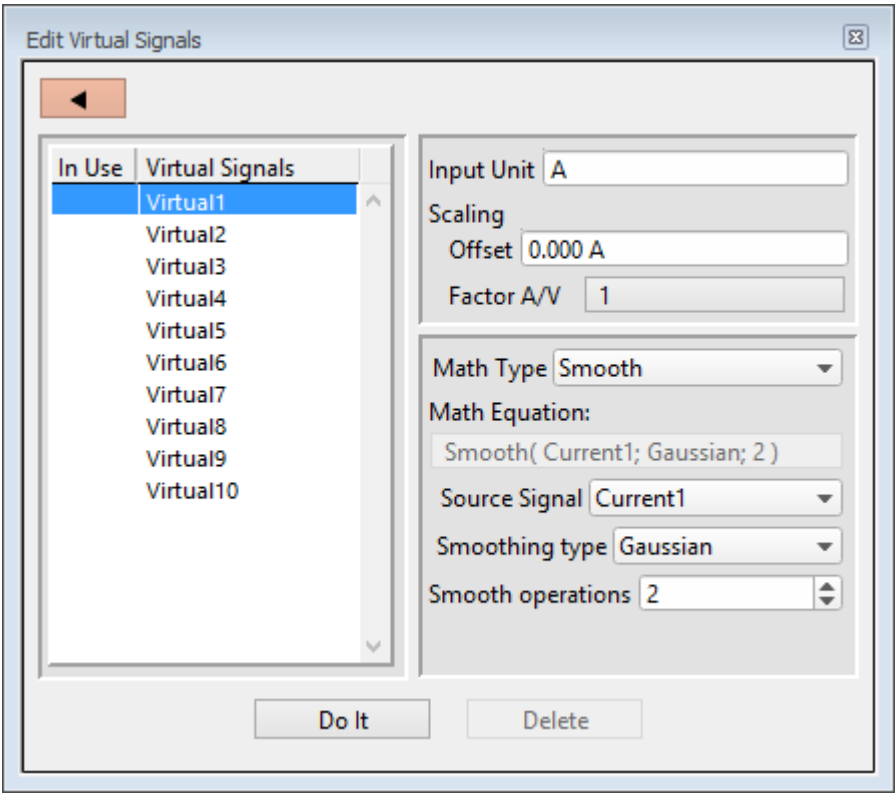 Edit Virtual Signals
In Use Virtual Signals
Virtual1
Virtual2
Virtual3
Virtual4
Virtual5
Virtual6
Virtual7
Virtual8
Virtual9
Virtual10
Input Unit A
Scaling
Offset 0.000 A
Factor A/V 1
Math Type Smooth
Math Equation:
Smooth( Current1; Gaussian; 2 )
Source Signal Current1
Smoothing type Gaussian
Smooth operations 2
Do It Delete